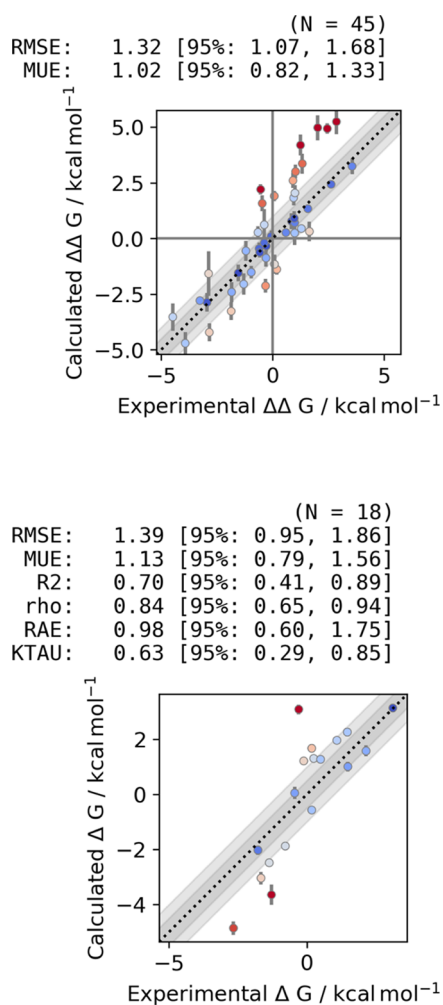 (N = 45)
RMSE: 1.32 [95%: 1.07, 1.68]
MUE: 1.02 [95%: 0.82, 1.33]
Calculated ΔΔ G / kcal mol⁻¹
5.0
2.5
0.0
−2.5
−5.0
−5 0 5
Experimental ΔΔ G / kcal mol⁻¹
(N = 18)
RMSE: 1.39 [95%: 0.95, 1.86]
MUE: 1.13 [95%: 0.79, 1.56]
R2: 0.70 [95%: 0.41, 0.89]
rho: 0.84 [95%: 0.65, 0.94]
RAE: 0.98 [95%: 0.60, 1.75]
KTAU: 0.63 [95%: 0.29, 0.85]
Calculated Δ G / kcal mol⁻¹
2
0
−2
−4
−5 0
Experimental Δ G / kcal mol⁻¹